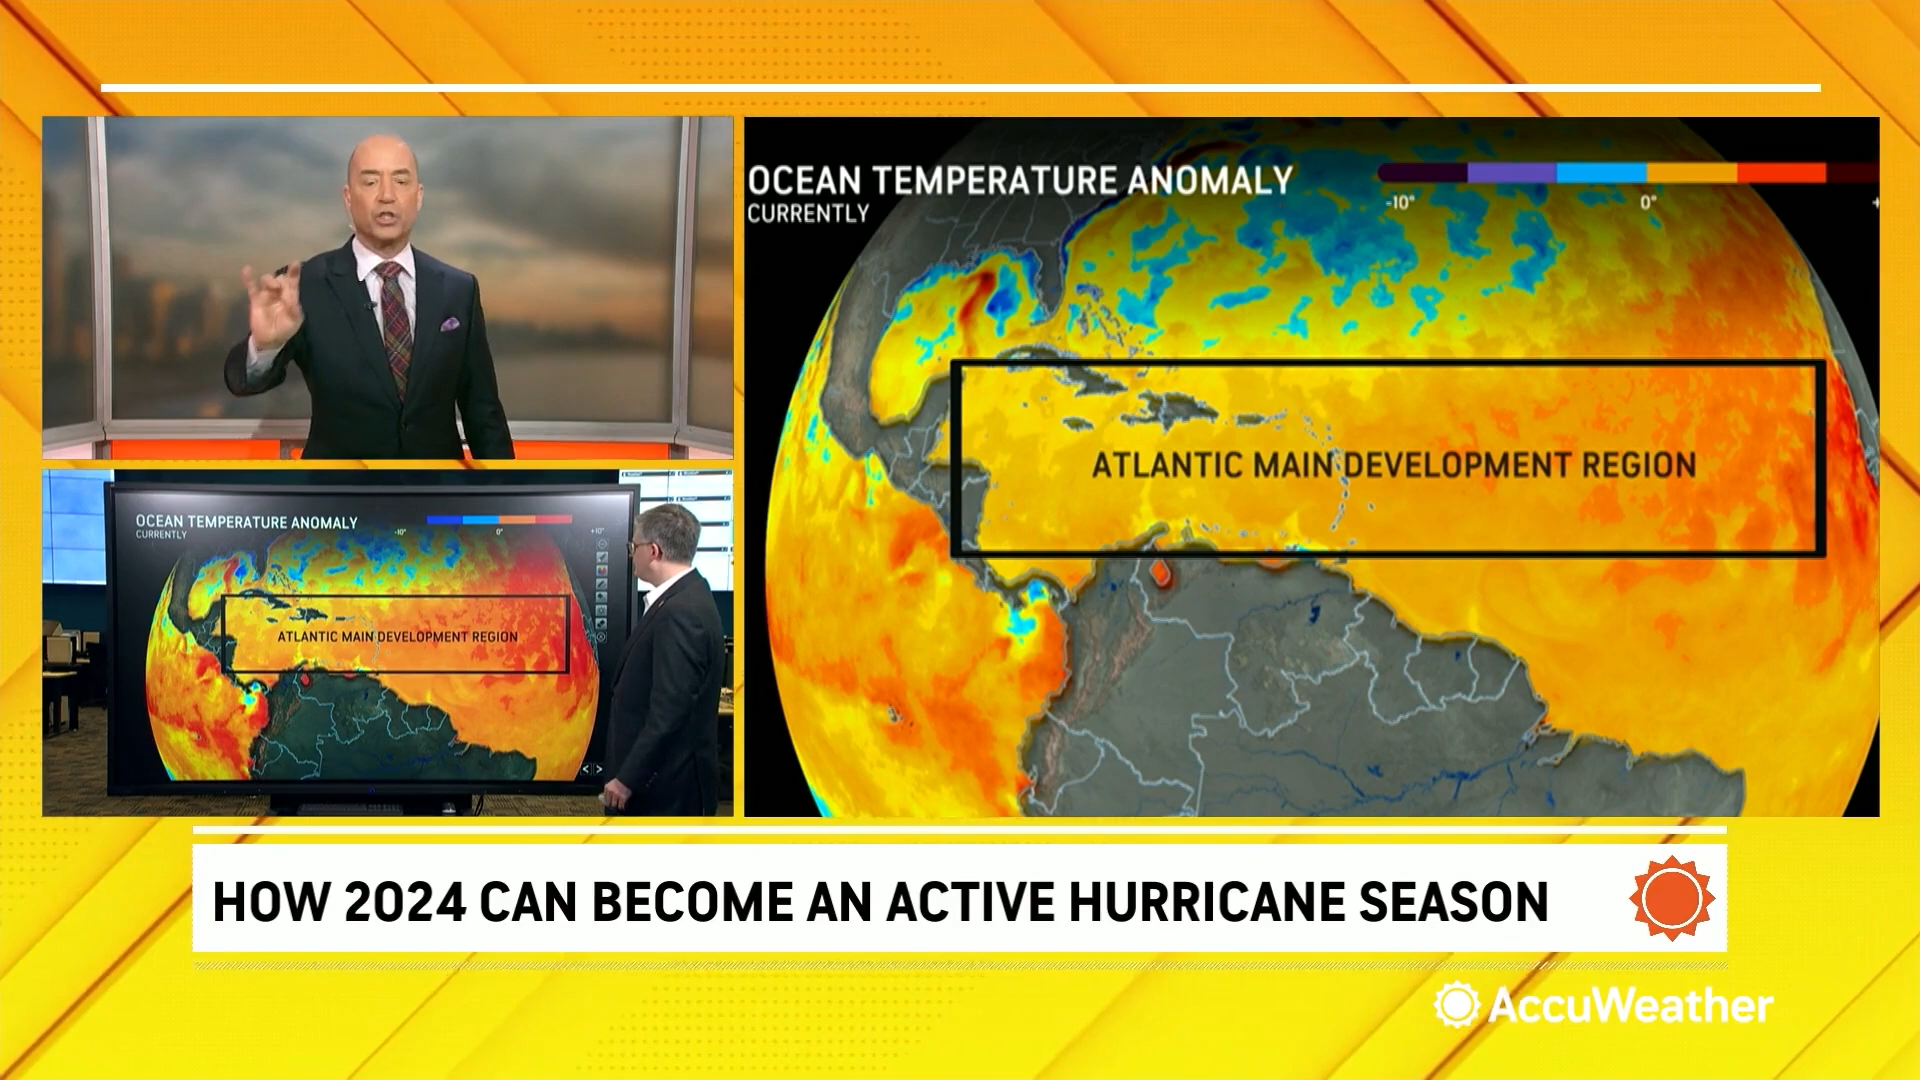 OCEAN TEMPERATURE ANOMALY
CURRENTLY
-10°
0°
+
ATLANTIC MAIN DEVELOPMENT REGION
OCEAN TEMPERATURE ANOMALY
CURRENTLY
-10°
0°
+10°
ATLANTIC MAIN DEVELOPMENT REGION
HOW 2024 CAN BECOME AN ACTIVE HURRICANE SEASON
AccuWeather